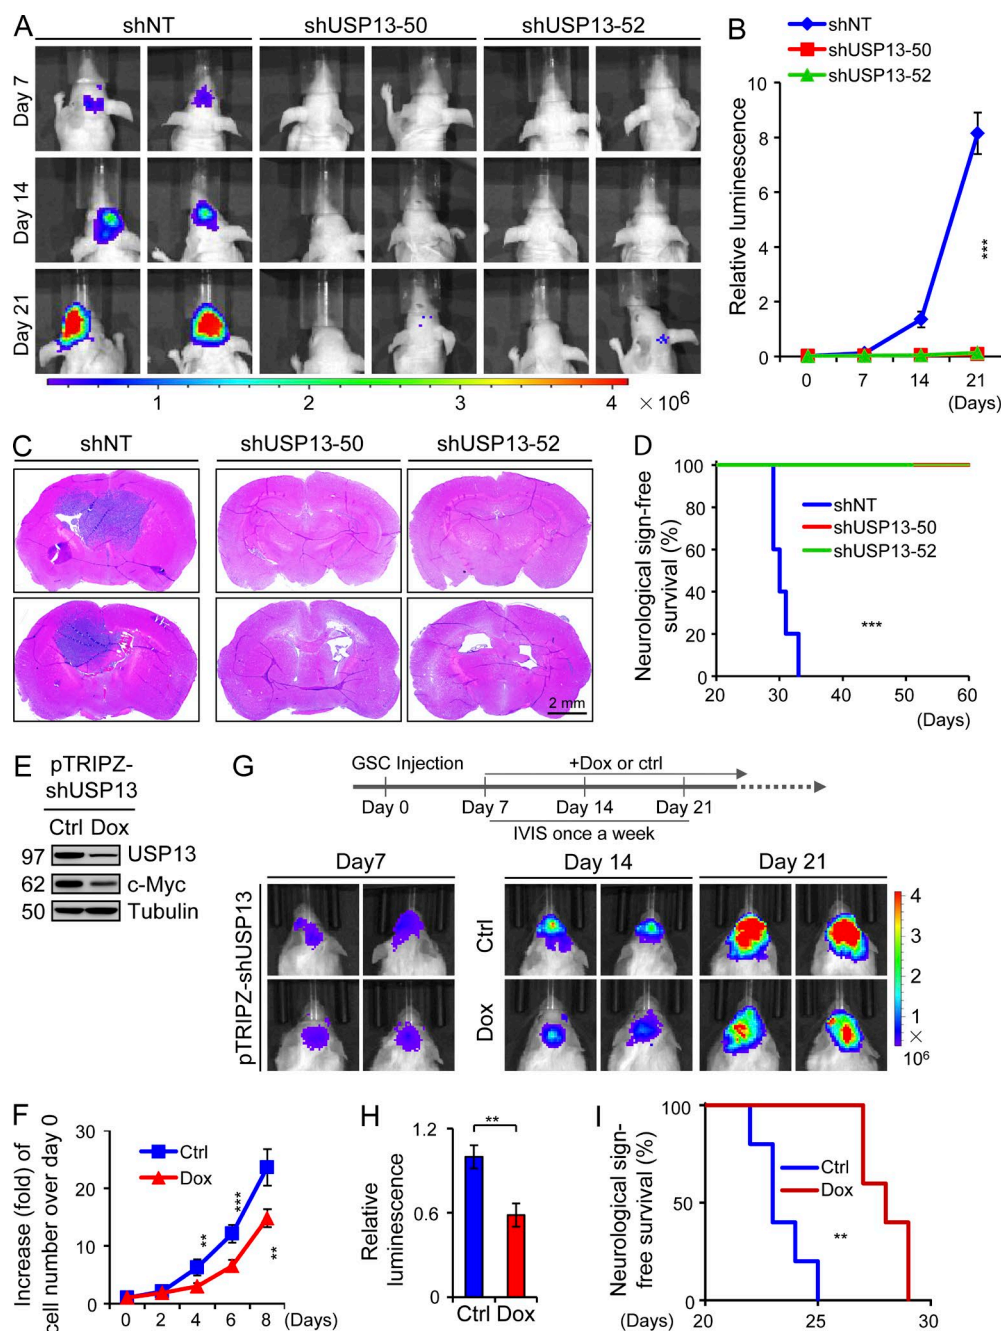 A
shNT
shUSP13-50
shUSP13-52
Day 7
Day 14
Day 21
1
2
3
4
×10⁶
B
shNT
shUSP13-50
shUSP13-52
Relative luminescence
10
8
6
4
2
0
***
0
7
14
21
(Days)
C
shNT
shUSP13-50
shUSP13-52
2 mm
D
Neurological sign-free
survival (%)
100
80
60
40
20
0
shNT
shUSP13-50
shUSP13-52
***
20
30
40
50
60
(Days)
E
pTRIPZ-
shUSP13
Ctrl Dox
97 USP13
62 c-Myc
50 Tubulin
G
GSC Injection
+Dox or ctrl
Day 0
Day 7
Day 14
Day 21
IVIS once a week
Day7
Day 14
Day 21
pTRIPZ-shUSP13
Ctrl
Dox
4
3
2
1
×
10⁶
F
Increase (fold) of
cell number over day 0
30
20
10
0
Ctrl
Dox
**
***
**
0
2
4
6
8
(Days)
H
Relative
luminescence
1.2
0.6
0
**
Ctrl Dox
I
Neurological sign-
free survival (%)
100
50
0
Ctrl
Dox
**
(Days)
20
25
30